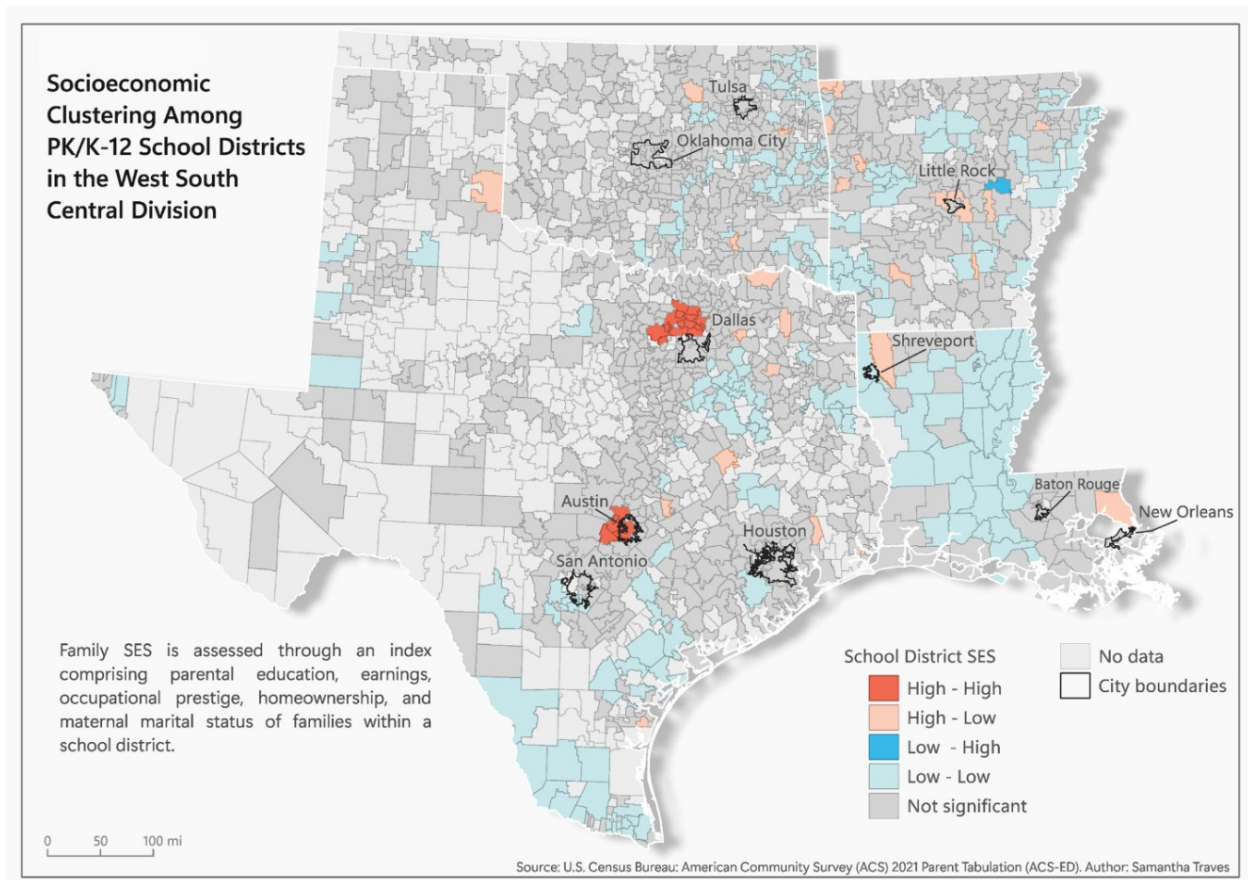 Socioeconomic
Clustering Among
PK/K-12 School Districts
in the West South
Central Division
Tulsa
Oklahoma City
Little Rock
Dallas
Shreveport
Baton Rouge
New Orleans
Austin
Houston
San Antonio
Family SES is assessed through an index
comprising parental education, earnings,
occupational prestige, homeownership, and
maternal marital status of families within a
school district.
School District SES
High - High
High - Low
Low - High
Low - Low
Not significant
No data
City boundaries
0 50 100 mi
Source: U.S. Census Bureau: American Community Survey (ACS) 2021 Parent Tabulation (ACS-ED). Author: Samantha Traves